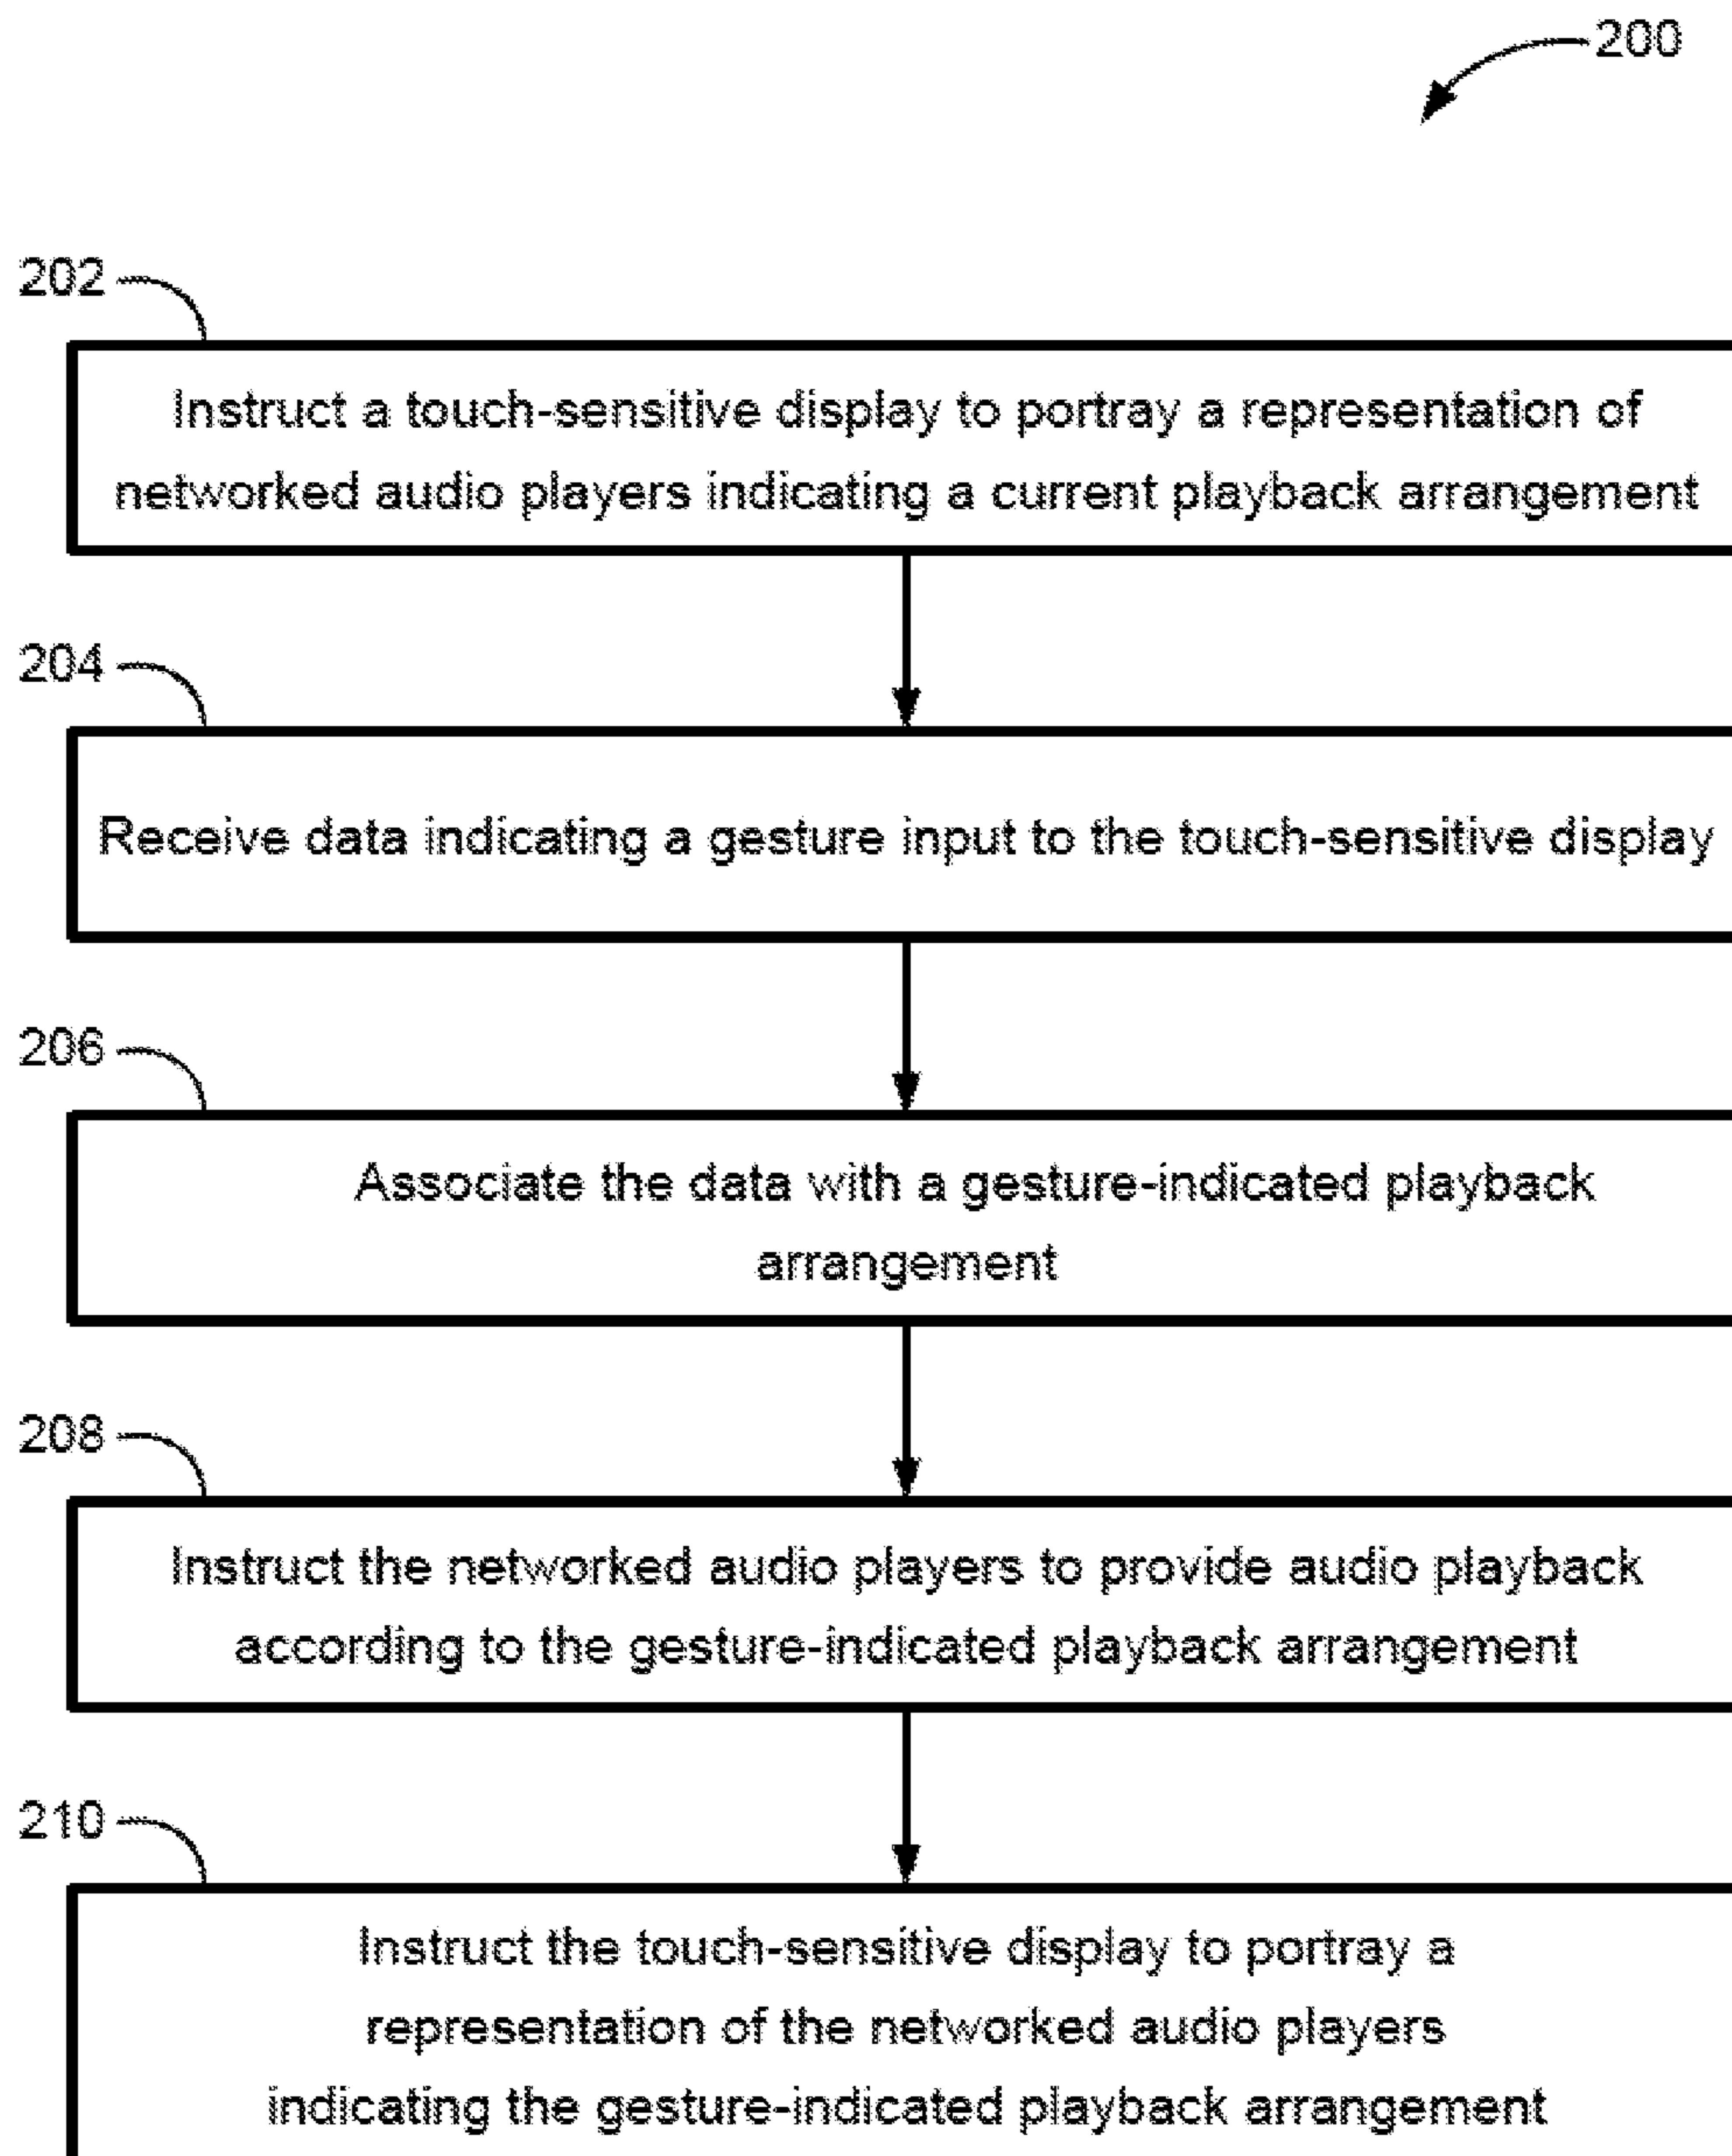 200
202
Instruct a touch-sensitive display to portray a representation of
networked audio players indicating a current playback arrangement
204
Receive data indicating a gesture input to the touch-sensitive display
206
Associate the data with a gesture-indicated playback
arrangement
208
Instruct the networked audio players to provide audio playback
according to the gesture-indicated playback arrangement
210
Instruct the touch-sensitive display to portray a
representation of the networked audio players
indicating the gesture-indicated playback arrangement